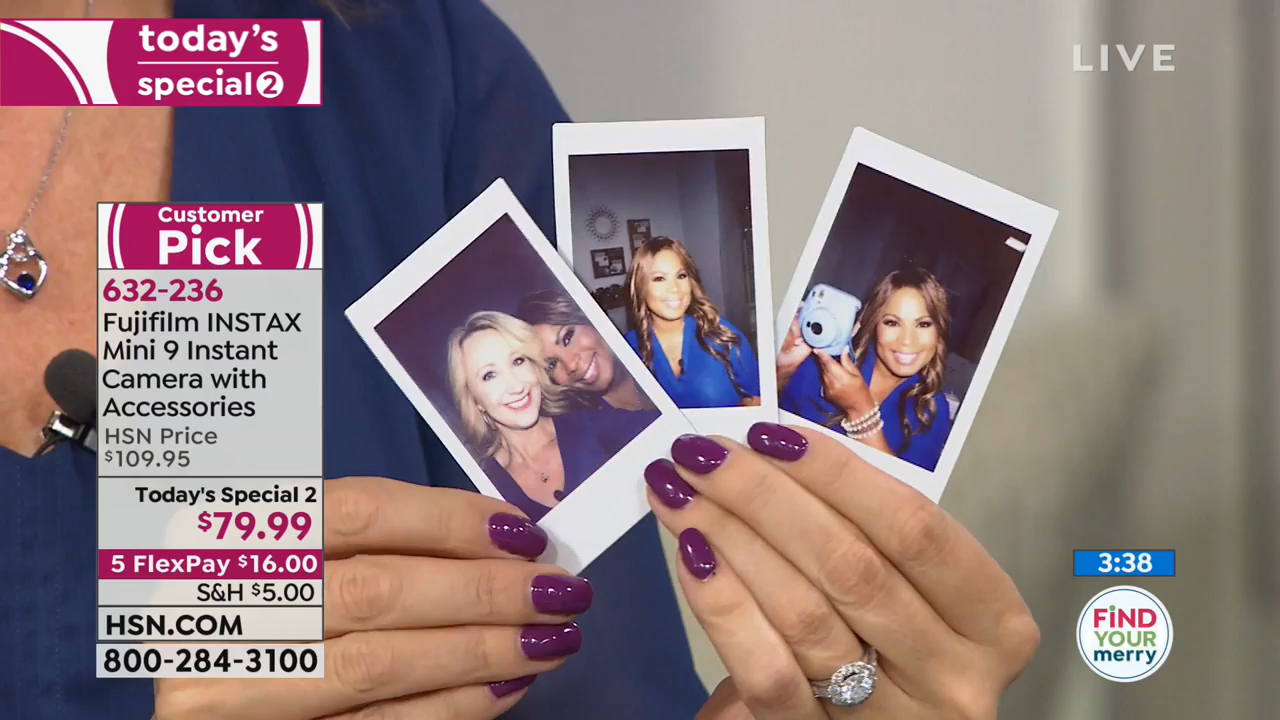 today's
special 2
LIVE
Customer
Pick
632-236
Fujifilm INSTAX
Mini 9 Instant
Camera with
Accessories
HSN Price
$109.95
Today's Special 2
$79.99
5 FlexPay $16.00
S&H $5.00
HSN.COM
800-284-3100
3:38
FiND
YOUR
merry